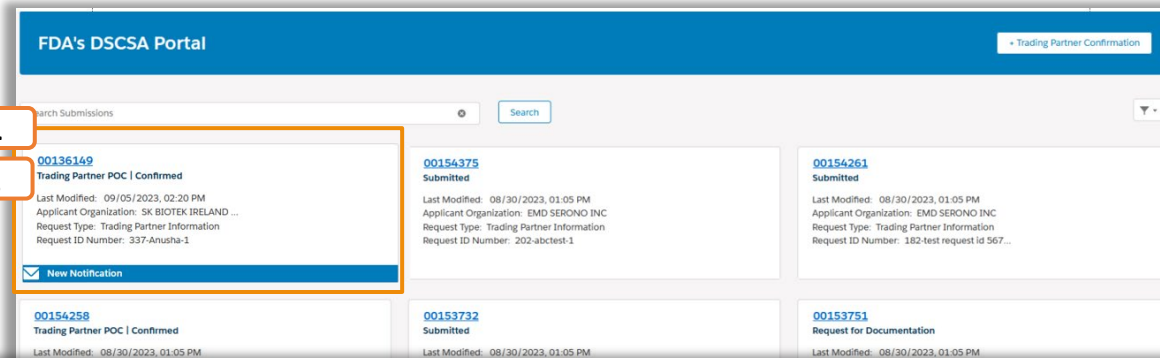 FDA's DSCSA Portal
+ Trading Partner Confirmation
earch Submissions
Search
00136149
Trading Partner POC | Confirmed
Last Modified: 09/05/2023, 02:20 PM
Applicant Organization: SK BIOTEK IRELAND ...
Request Type: Trading Partner Information
Request ID Number: 337-Anusha-1
New Notification
00154375
Submitted
Last Modified: 08/30/2023, 01:05 PM
Applicant Organization: EMD SERONO INC
Request Type: Trading Partner Information
Request ID Number: 202-abctest-1
00154261
Submitted
Last Modified: 08/30/2023, 01:05 PM
Applicant Organization: EMD SERONO INC
Request Type: Trading Partner Information
Request ID Number: 182-test request id 567...
00154258
Trading Partner POC | Confirmed
Last Modified: 08/30/2023, 01:05 PM
00153732
Submitted
Last Modified: 08/30/2023, 01:05 PM
00153751
Request for Documentation
Last Modified: 08/30/2023, 01:05 PM